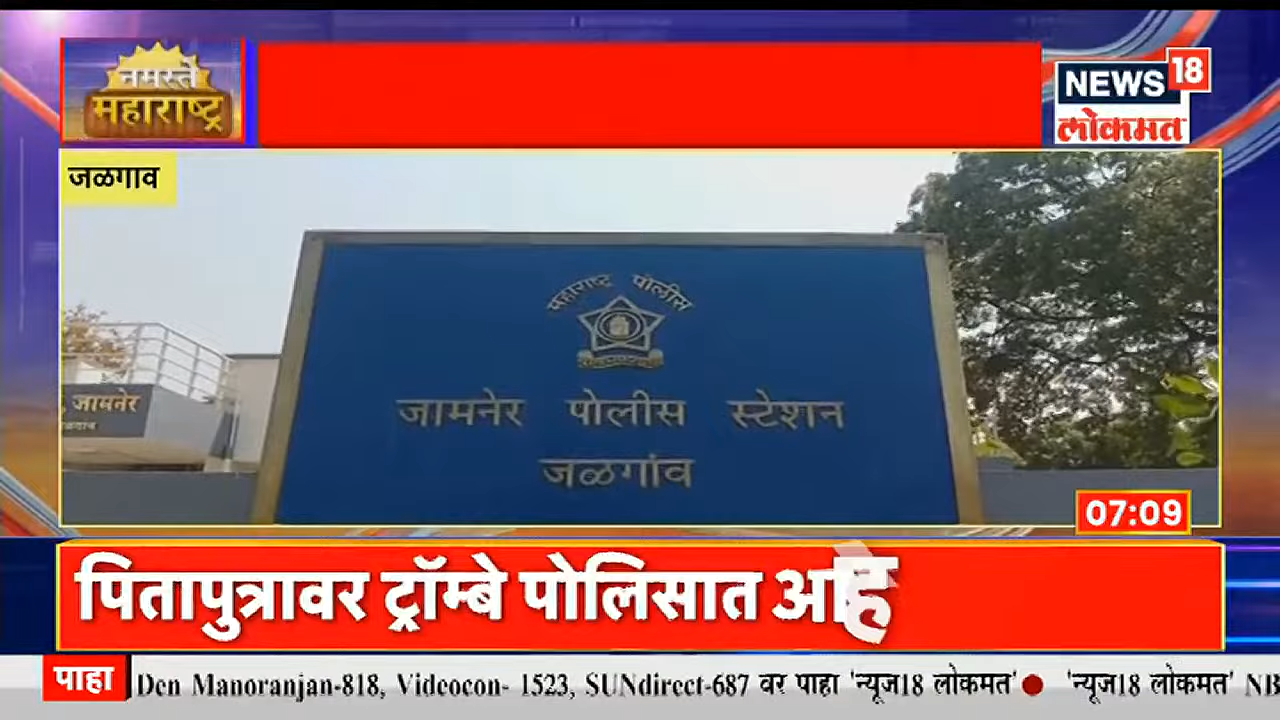 नमस्ते
महाराष्ट्र
NEWS 18
लोकमत
जळगाव
महाराष्ट्र पोलीस
जामनेर पोलीस स्टेशन
जळगांव
जामनेर
07:09
पितापुत्रावर ट्रॉम्बे पोलिसात
पाहा
Den Manoranjan-818, Videocon- 1523, SUNdirect-687 वर पाहा 'न्यूज18 लोकमत' ● 'न्यूज18 लोकमत' NB